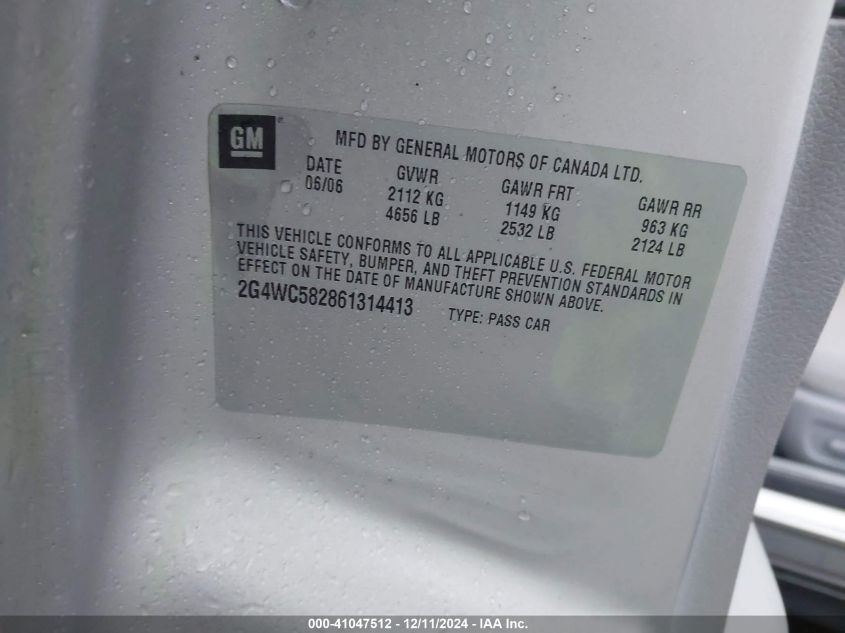 GM
MFD BY GENERAL MOTORS OF CANADA LTD.
DATE GVWR GAWR FRT GAWR RR
06/06 2112 KG 1149 KG 963 KG
4656 LB 2532 LB 2124 LB
THIS VEHICLE CONFORMS TO ALL APPLICABLE U.S. FEDERAL MOTOR
VEHICLE SAFETY, BUMPER, AND THEFT PREVENTION STANDARDS IN
EFFECT ON THE DATE OF MANUFACTURE SHOWN ABOVE.
2G4WC582861314413 TYPE: PASS CAR
000-41047512 - 12/11/2024 - IAA Inc.